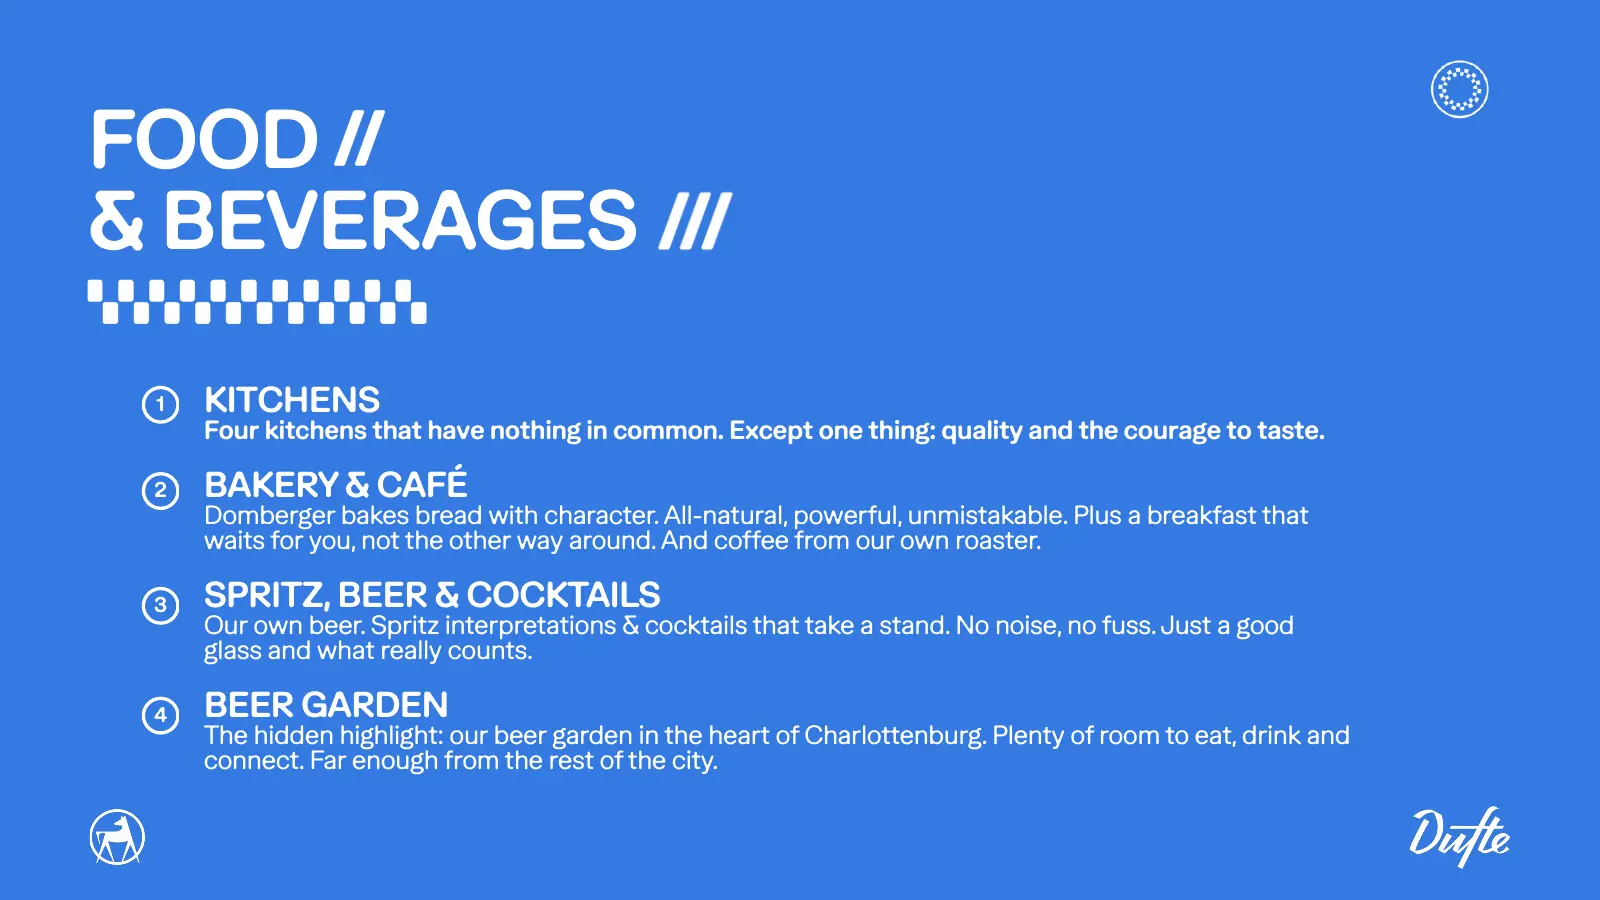 FOOD //
& BEVERAGES ///
1 KITCHENS
Four kitchens that have nothing in common. Except one thing: quality and the courage to taste.
2 BAKERY & CAFÉ
Domberger bakes bread with character. All-natural, powerful, unmistakable. Plus a breakfast that
waits for you, not the other way around. And coffee from our own roaster.
3 SPRITZ, BEER & COCKTAILS
Our own beer. Spritz interpretations & cocktails that take a stand. No noise, no fuss. Just a good
glass and what really counts.
4 BEER GARDEN
The hidden highlight: our beer garden in the heart of Charlottenburg. Plenty of room to eat, drink and
connect. Far enough from the rest of the city.
Dufte